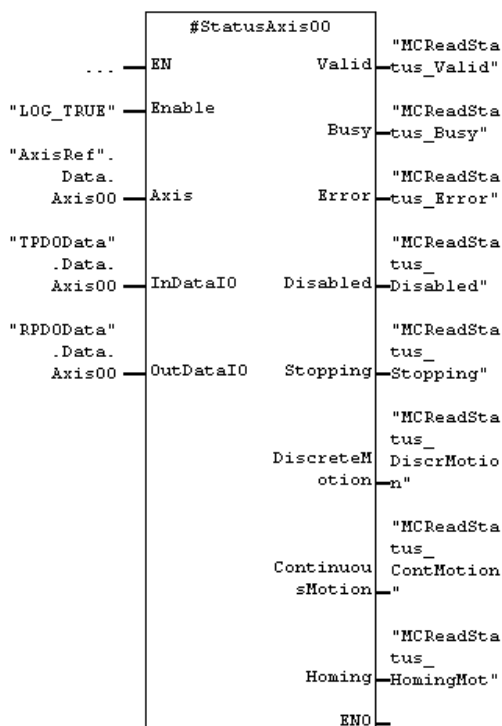 #StatusAxis00
... EN Valid "MCReadSta
tus_Valid"
"LOG_TRUE" Enable
Busy "MCReadSta
tus_Busy"
"AxisRef".
Data.
Axis00 Axis
Error "MCReadSta
tus_Error"
"TPDOData"
.Data.
Axis00 InDataIO
Disabled "MCReadSta
tus_
Disabled"
"RPDOData"
.Data.
Axis00 OutDataIO
Stopping "MCReadSta
tus_
Stopping"
DiscreteM
otion "MCReadSta
tus_
DiscrMotio
n"
Continuou
sMotion "MCReadSta
tus_
ContMotion
"
Homing "MCReadSta
tus_
HomingMot"
ENO